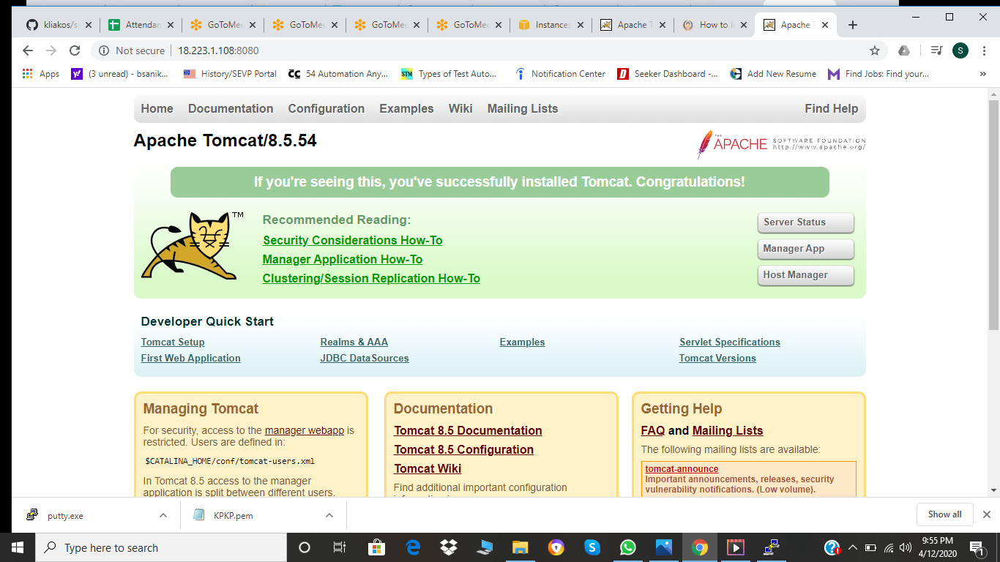 kliakos/s
Attendan
GoToMee
GoToMee
GoToMee
GoToMee
Instances
Apache T
How to I
Apache T
Not secure
18.223.1.108:8080
S
Apps
(3 unread) - bsanik...
History/SEVP Portal
54 Automation Any...
STM
Types of Test Auto...
Notification Center
Seeker Dashboard -...
Add New Resume
Find Jobs: Find your...
»
Home Documentation Configuration Examples Wiki Mailing Lists Find Help
Apache Tomcat/8.5.54
THE APACHE SOFTWARE FOUNDATION
http://www.apache.org/
If you're seeing this, you've successfully installed Tomcat. Congratulations!
TM
Recommended Reading:
Security Considerations How-To
Manager Application How-To
Clustering/Session Replication How-To
Server Status
Manager App
Host Manager
Developer Quick Start
Tomcat Setup
First Web Application
Realms & AAA
JDBC DataSources
Examples
Servlet Specifications
Tomcat Versions
Managing Tomcat
For security, access to the manager webapp is
restricted. Users are defined in:
$CATALINA_HOME/conf/tomcat-users.xml
In Tomcat 8.5 access to the manager
application is split between different users.
Documentation
Tomcat 8.5 Documentation
Tomcat 8.5 Configuration
Tomcat Wiki
Find additional important configuration
Getting Help
FAQ and Mailing Lists
The following mailing lists are available:
tomcat-announce
Important announcements, releases, security
vulnerability notifications. (Low volume).
putty.exe
KPKP.pem
Show all
Type here to search
9:55 PM
4/12/2020
1